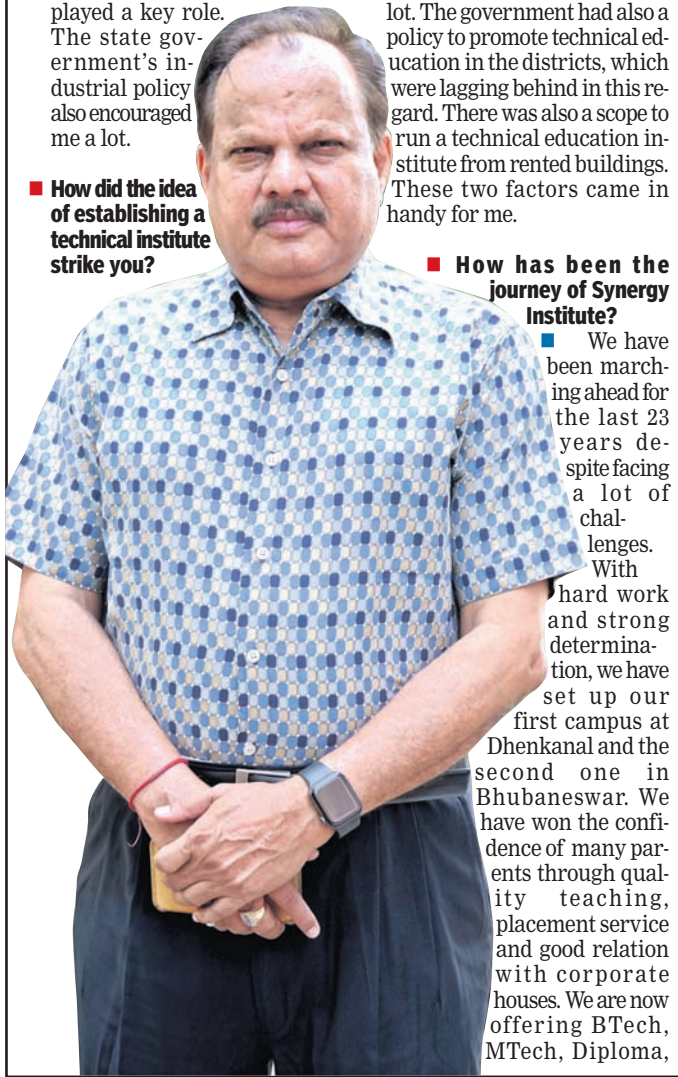 played a key role.
The state gov-
ernment's in-
dustrial policy
also encouraged
me a lot.
■ How did the idea
of establishing a
technical institute
strike you?
lot. The government had also a
policy to promote technical ed-
ucation in the districts, which
were lagging behind in this re-
gard. There was also a scope to
run a technical education in-
stitute from rented buildings.
These two factors came in
handy for me.
■ How has been the
journey of Synergy
Institute?
■ We have
been march-
ing ahead for
the last 23
years de-
spite facing
a lot of
chal-
lenges.
With
hard work
and strong
determina-
tion, we have
set up our
first campus at
Dhenkanal and the
second one in
Bhubaneswar. We
have won the confi-
dence of many par-
ents through qual-
ity teaching,
placement service
and good relation
with corporate
houses. We are now
offering BTech,
MTech, Diploma,